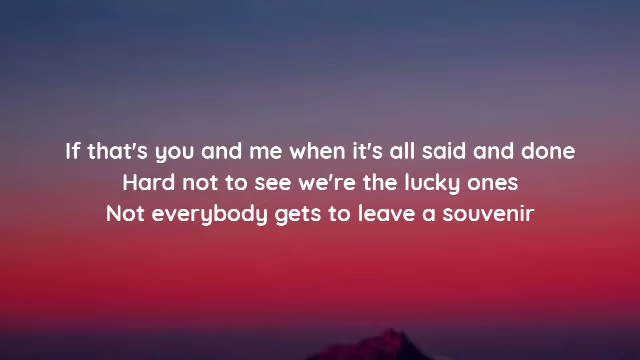 If that's you and me when it's all said and done
Hard not to see we're the lucky ones
Not everybody gets to leave a souvenir